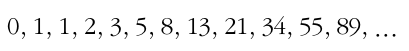 0, 1, 1, 2, 3, 5, 8, 13, 21, 34, 55, 89, ...